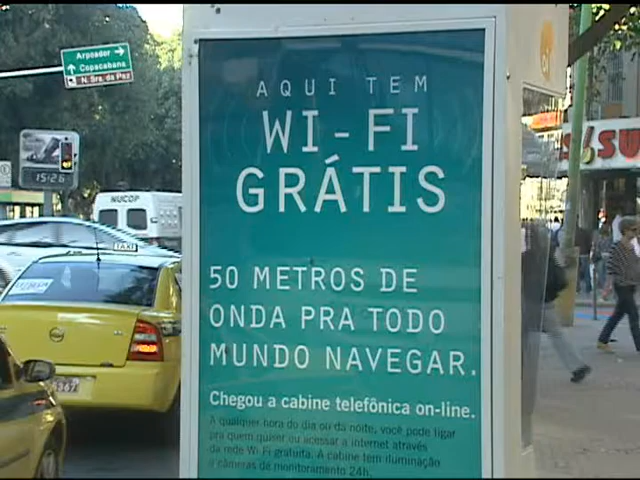 Arpoador
Copacabana
N. Sra. da Paz
15:26
NUCOP
TAXI
AQUI TEM
WI-FI
GRÁTIS
50 METROS DE
ONDA PRA TODO
MUNDO NAVEGAR.
Chegou a cabine telefônica on-line.
A qualquer hora do dia ou da noite, você pode ligar
pra quem quiser ou acessar a internet através
da rede Wi-Fi gratuita. A cabine tem iluminação
e câmeras de monitoramento 24h.